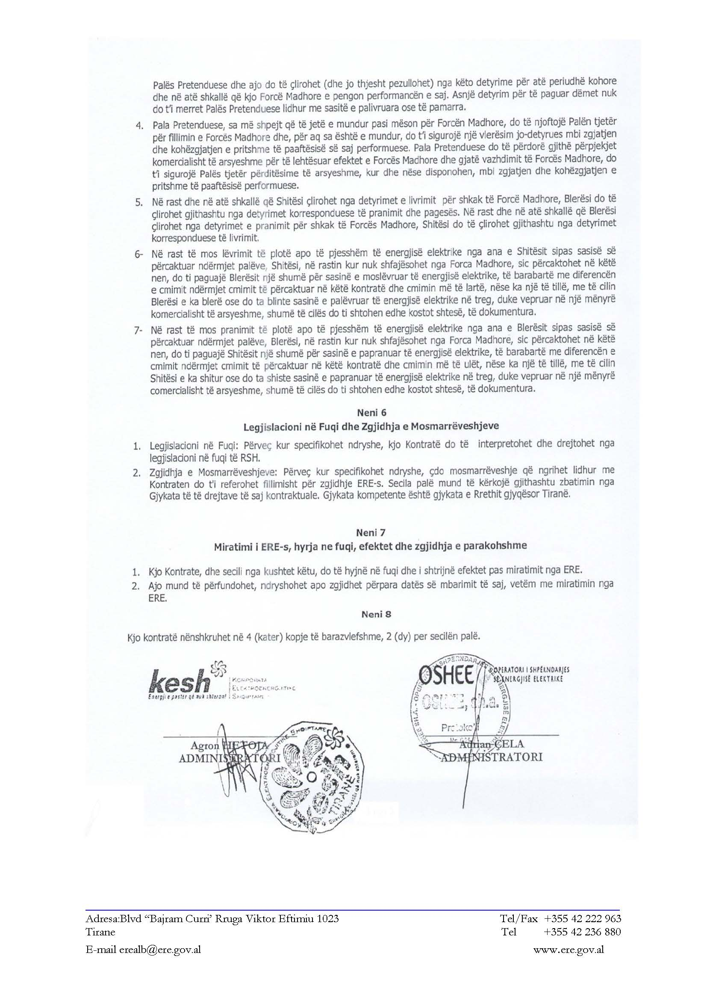 Palës Pretenduese dhe ajo do të çlirohet (dhe jo thjesht pezullohet) nga këto detyrime për atë periudhë kohore
dhe në atë shkallë që kjo Forcë Madhore e pengon performancën e saj. Asnjë detyrim për të paguar dëmet nuk
do t'i merret Palës Pretenduese lidhur me sasitë e palivruara ose të pamarra.
4. Pala Pretenduese, sa më shpejt që të jetë e mundur pasi mëson për Forcën Madhore, do të njoftojë Palën tjetër
për fillimin e Forcës Madhore dhe, për aq sa është e mundur, do t'i sigurojë një vlerësim jo-detyrues mbi zgjatjen
dhe kohëzgjatjen e pritshme të paaftësisë së saj performuese. Pala Pretenduese do të përdorë gjithë përpjekjet
komercialisht të arsyeshme për të lehtësuar efektet e Forcës Madhore dhe gjatë vazhdimit të Forcës Madhore, do
t'i sigurojë Palës tjetër përditësime të arsyeshme, kur dhe nëse disponohen, mbi zgjatjen dhe kohëzgjatjen e
pritshme të paaftësisë performuese.
5. Në rast dhe në atë shkallë që Shitësi çlirohet nga detyrimet e livrimit për shkak të Forcë Madhore, Blerësi do të
çlirohet gjithashtu nga detyrimet korresponduese të pranimit dhe pagesës. Në rast dhe në atë shkallë që Blerësi
çlirohet nga detyrimet e pranimit për shkak të Forcës Madhore, Shitësi do të çlirohet gjithashtu nga detyrimet
korresponduese të livrimit.
6- Në rast të mos lëvrimit të plotë apo të pjesshëm të energjisë elektrike nga ana e Shitësit sipas sasisë së
përcaktuar ndërmjet palëve, Shitësi, në rastin kur nuk shfajësohet nga Forca Madhore, sic përcaktohet në këtë
nen, do ti paguajë Blerësit një shumë për sasinë e moslëvruar të energjisë elektrike, të barabartë me diferencën
e cmimit ndërmjet cmimit të përcaktuar në këtë kontratë dhe cmimin më të lartë, nëse ka një të tillë, me të cilin
Blerësi e ka blerë ose do ta blinte sasinë e palëvruar të energjisë elektrike në treg, duke vepruar në një mënyrë
komercialisht të arsyeshme, shumë të cilës do ti shtohen edhe kostot shtesë, të dokumentura.
7- Në rast të mos pranimit të plotë apo të pjesshëm të energjisë elektrike nga ana e Blerësit sipas sasisë së
përcaktuar ndërmjet palëve, Blerësi, në rastin kur nuk shfajësohet nga Forca Madhore, sic përcaktohet në këtë
nen, do ti paguajë Shitësit një shumë për sasinë e papranuar të energjisë elektrike, të barabartë me diferencën e
cmimit ndërmjet cmimit të përcaktuar në këtë kontratë dhe cmimin më të ulët, nëse ka një të tillë, me të cilin
Shitësi e ka shitur ose do ta shiste sasinë e papranuar të energjisë elektrike në treg, duke vepruar në një mënyrë
comercialisht të arsyeshme, shumë të cilës do ti shtohen edhe kostot shtesë, të dokumentura.
Neni 6
Legjislacioni në Fuqi dhe Zgjidhja e Mosmarrëveshjeve
1. Legjislacioni në Fuqi: Përveç kur specifikohet ndryshe, kjo Kontratë do të interpretohet dhe drejtohet nga
legjislacioni në fuqi të RSH.
2. Zgjidhja e Mosmarrëveshjeve: Përveç kur specifikohet ndryshe, çdo mosmarrëveshje që ngrihet lidhur me
Kontraten do t'i referohet fillimisht për zgjidhje ERE-s. Secila palë mund të kërkojë gjithashtu zbatimin nga
Gjykata të të drejtave të saj kontraktuale. Gjykata kompetente është gjykata e Rrethit gjyqësor Tiranë.
Neni 7
Miratimi i ERE-s, hyrja ne fuqi, efektet dhe zgjidhja e parakohshme
1. Kjo Kontrate, dhe secili nga kushtet këtu, do të hyjnë në fuqi dhe i shtrijnë efektet pas miratimit nga ERE.
2. Ajo mund të përfundohet, ndryshohet apo zgjidhet përpara datës së mbarimit të saj, vetëm me miratimin nga
ERE.
Neni 8
Kjo kontratë nënshkruhet në 4 (kater) kopje të barazvlefshme, 2 (dy) per secilën palë.
kesh KORPORATA
ELEKTROENERGJITIKE
SHQIPTARE
Energji e pastër që nuk shteron!
OSHEE OPERATORI I SHPËRNDARJES
SË ENERGJISË ELEKTRIKE
OSHEE, sh.a.
Protokoll
Agron HETOJA
ADMINISTRATORI
TIRANE
Adrian ÇELA
ADMINISTRATORI
Adresa:Blvd “Bajram Curri’ Rruga Viktor Eftimiu 1023
Tirane
E-mail erealb@ere.gov.al
Tel/Fax +355 42 222 963
Tel +355 42 236 880
www.ere.gov.al